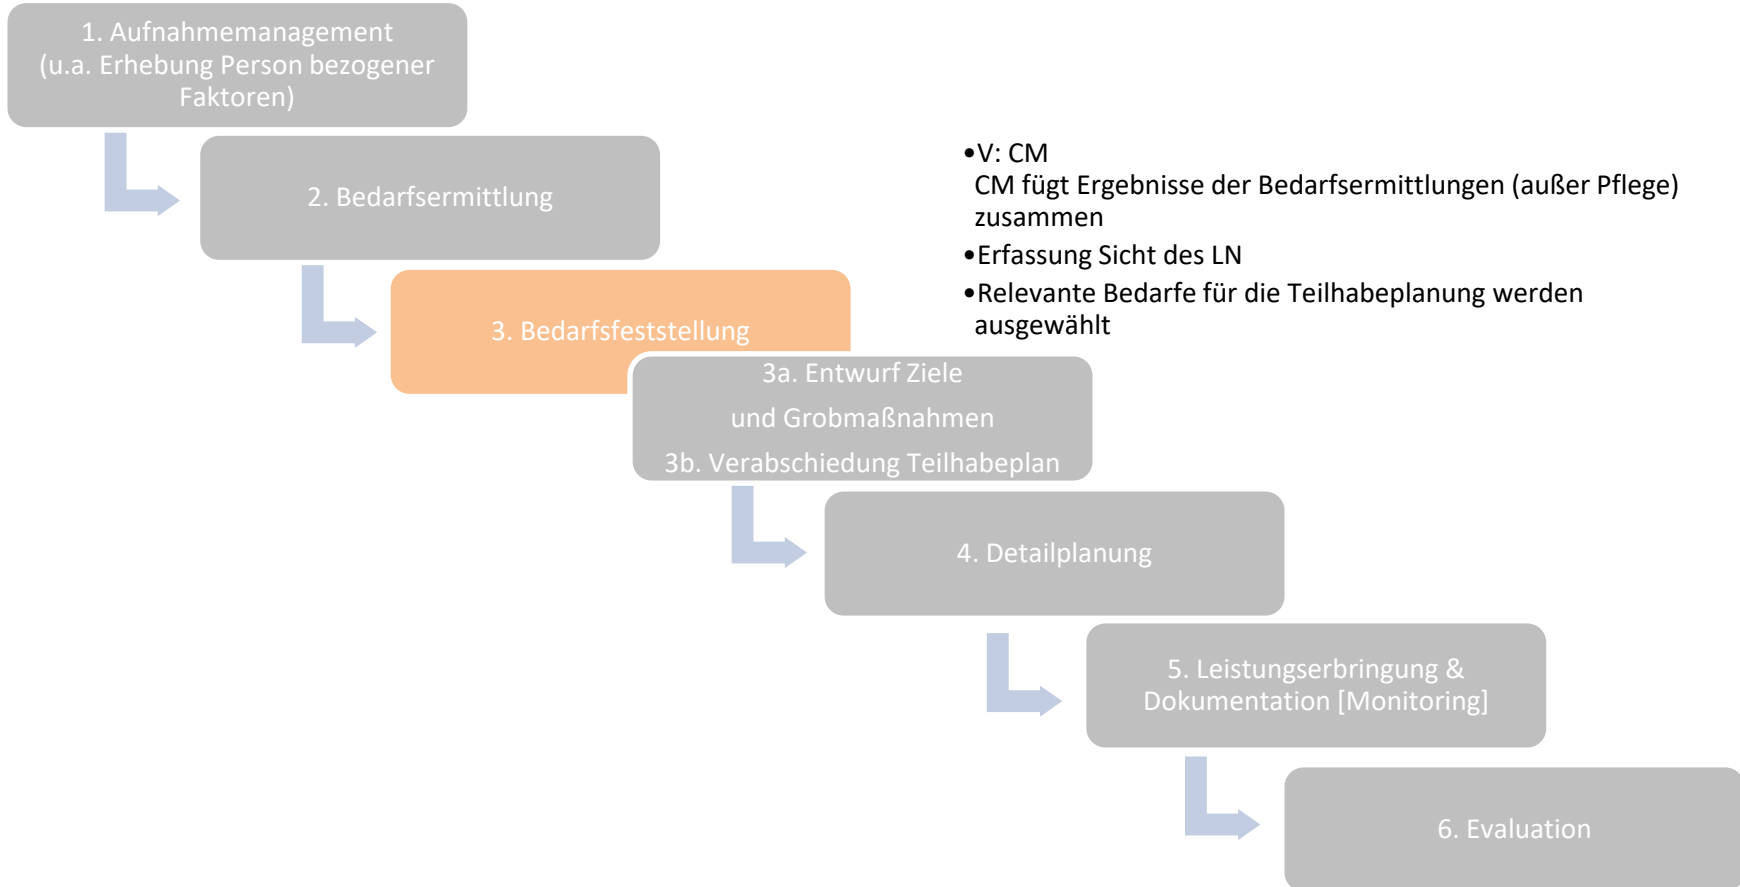 1. Aufnahmemanagement
(u.a. Erhebung Person bezogener
Faktoren)
2. Bedarfsermittlung
•V: CM
CM fügt Ergebnisse der Bedarfsermittlungen (außer Pflege)
zusammen
•Erfassung Sicht des LN
•Relevante Bedarfe für die Teilhabeplanung werden
ausgewählt
3. Bedarfsfeststellung
3a. Entwurf Ziele
und Grobmaßnahmen
3b. Verabschiedung Teilhabeplan
4. Detailplanung
5. Leistungserbringung &
Dokumentation [Monitoring]
6. Evaluation